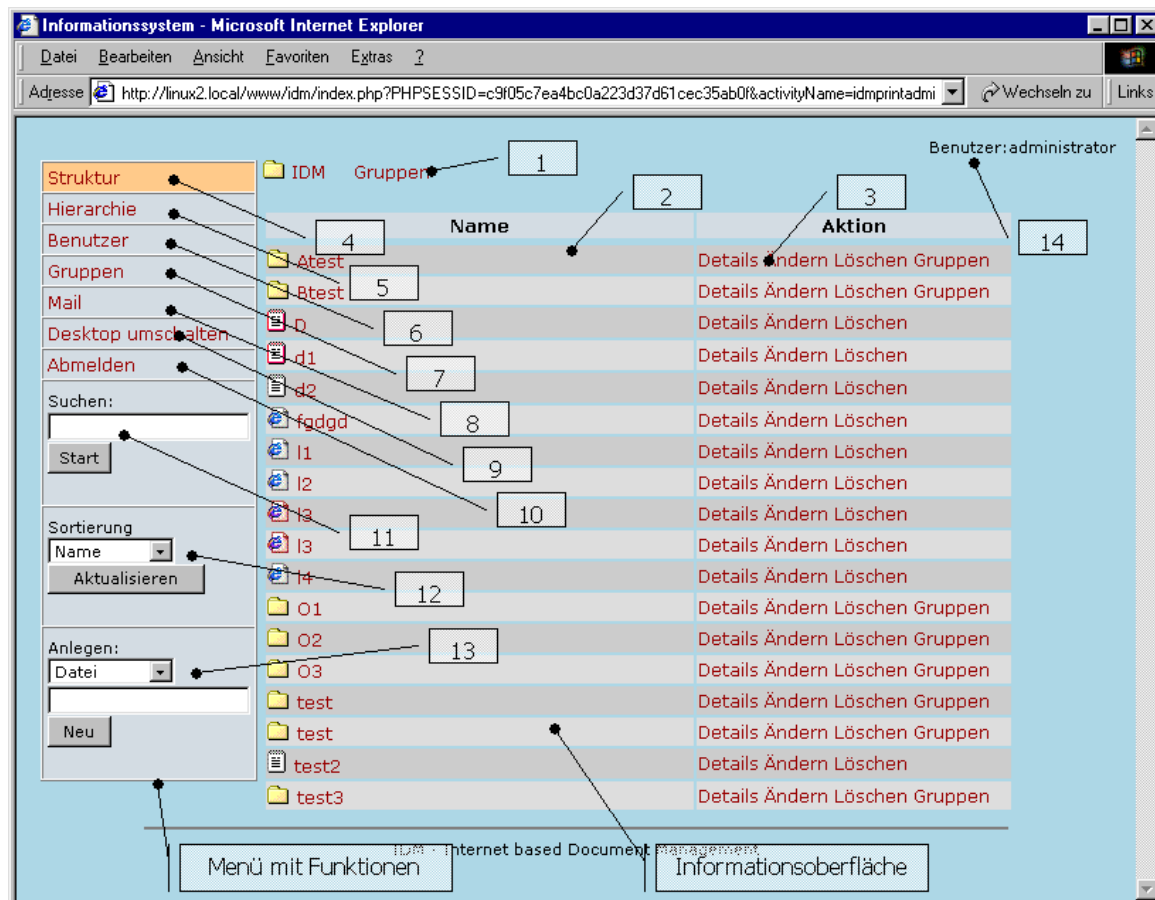 Informationssystem - Microsoft Internet Explorer
Datei Bearbeiten Ansicht Favoriten Extras ?
Adresse http://linux2.local/www/idm/index.php?PHPSESSID=c9f05c7ea4bc0a223d37d61cec35ab0f&activityName=idmprintadmi Wechseln zu Links
Benutzer:administrator
IDM Gruppen
1
2
3
14
Struktur
Hierarchie
Benutzer
Gruppen
Mail
Desktop umschalten
Abmelden
Suchen:
Start
Sortierung
Name
Aktualisieren
Anlegen:
Datei
Neu
4
5
6
7
8
9
10
11
12
13
Name Aktion
Atest Details Ändern Löschen Gruppen
Btest Details Ändern Löschen Gruppen
D Details Ändern Löschen
d1 Details Ändern Löschen
d2 Details Ändern Löschen
fgdgd Details Ändern Löschen
l1 Details Ändern Löschen
l2 Details Ändern Löschen
l3 Details Ändern Löschen
l3 Details Ändern Löschen
l4 Details Ändern Löschen
O1 Details Ändern Löschen Gruppen
O2 Details Ändern Löschen Gruppen
O3 Details Ändern Löschen Gruppen
test Details Ändern Löschen Gruppen
test Details Ändern Löschen Gruppen
test2 Details Ändern Löschen
test3 Details Ändern Löschen Gruppen
IDM - Internet based Document Management
Menü mit Funktionen
Informationsoberfläche